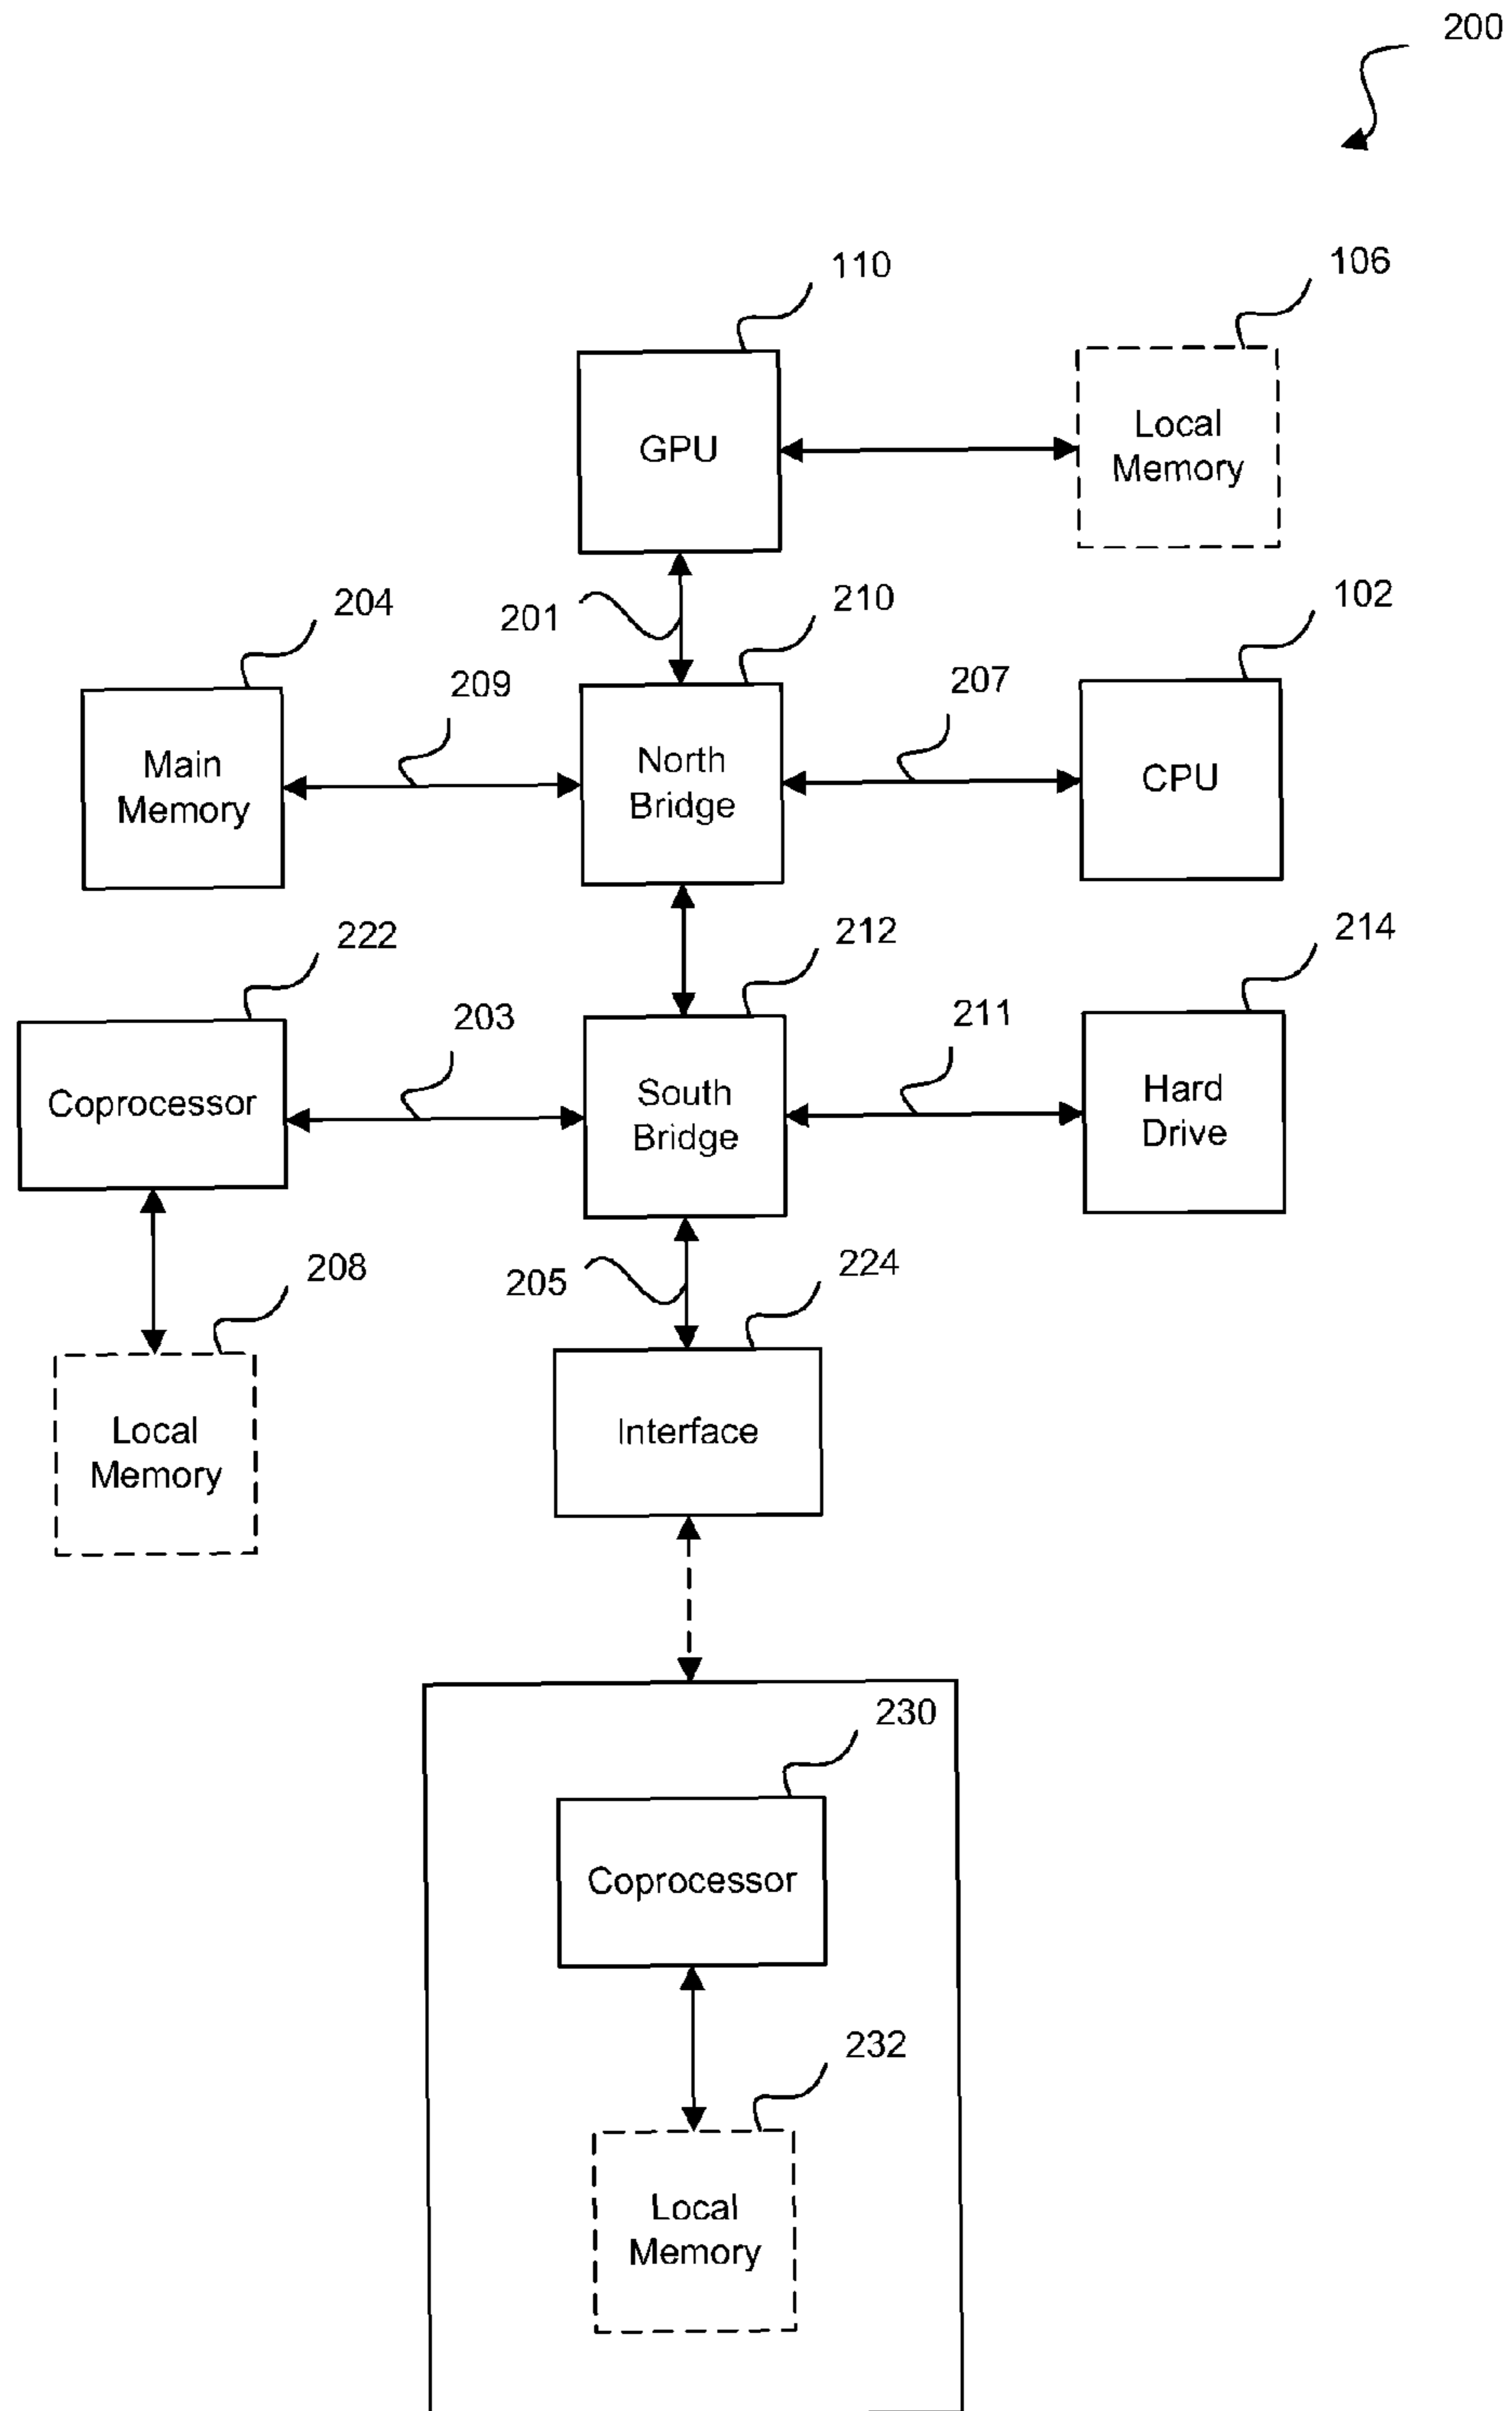 200
110
106
GPU
Local
Memory
201
204
210
102
209
207
Main
Memory
North
Bridge
CPU
222
212
214
203
211
Coprocessor
South
Bridge
Hard
Drive
208
205
224
Local
Memory
Interface
230
Coprocessor
232
Local
Memory